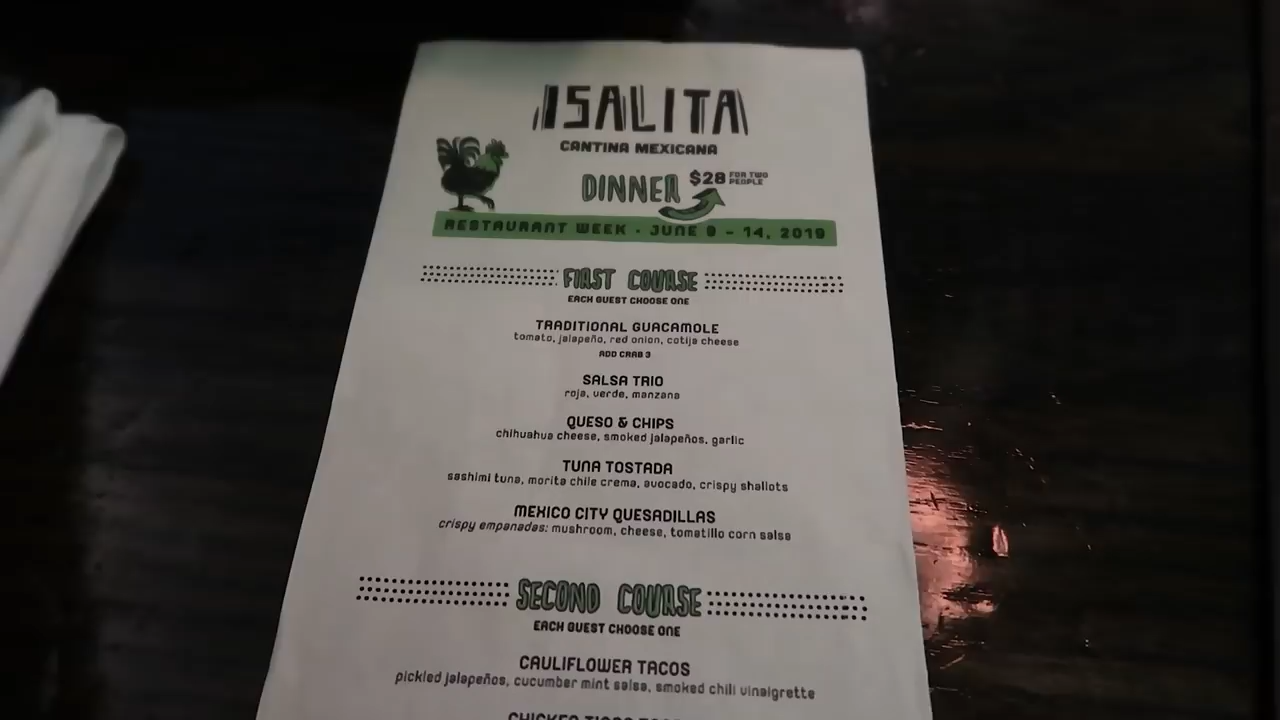 ISALITA
CANTINA MEXICANA
DINNER $28 FOR TWO PEOPLE
RESTAURANT WEEK · JUNE 9 - 14, 2019
FIRST COURSE
EACH GUEST CHOOSE ONE
TRADITIONAL GUACAMOLE
tomato, jalapeño, red onion, cotija cheese
ADD CRAB 3
SALSA TRIO
roja, verde, manzana
QUESO & CHIPS
chihuahua cheese, smoked jalapeños, garlic
TUNA TOSTADA
sashimi tuna, morita chile crema, avocado, crispy shallots
MEXICO CITY QUESADILLAS
crispy empanadas: mushroom, cheese, tomatillo corn salsa
SECOND COURSE
EACH GUEST CHOOSE ONE
CAULIFLOWER TACOS
pickled jalapeños, cucumber mint salsa, smoked chili vinaigrette
CHICKEN